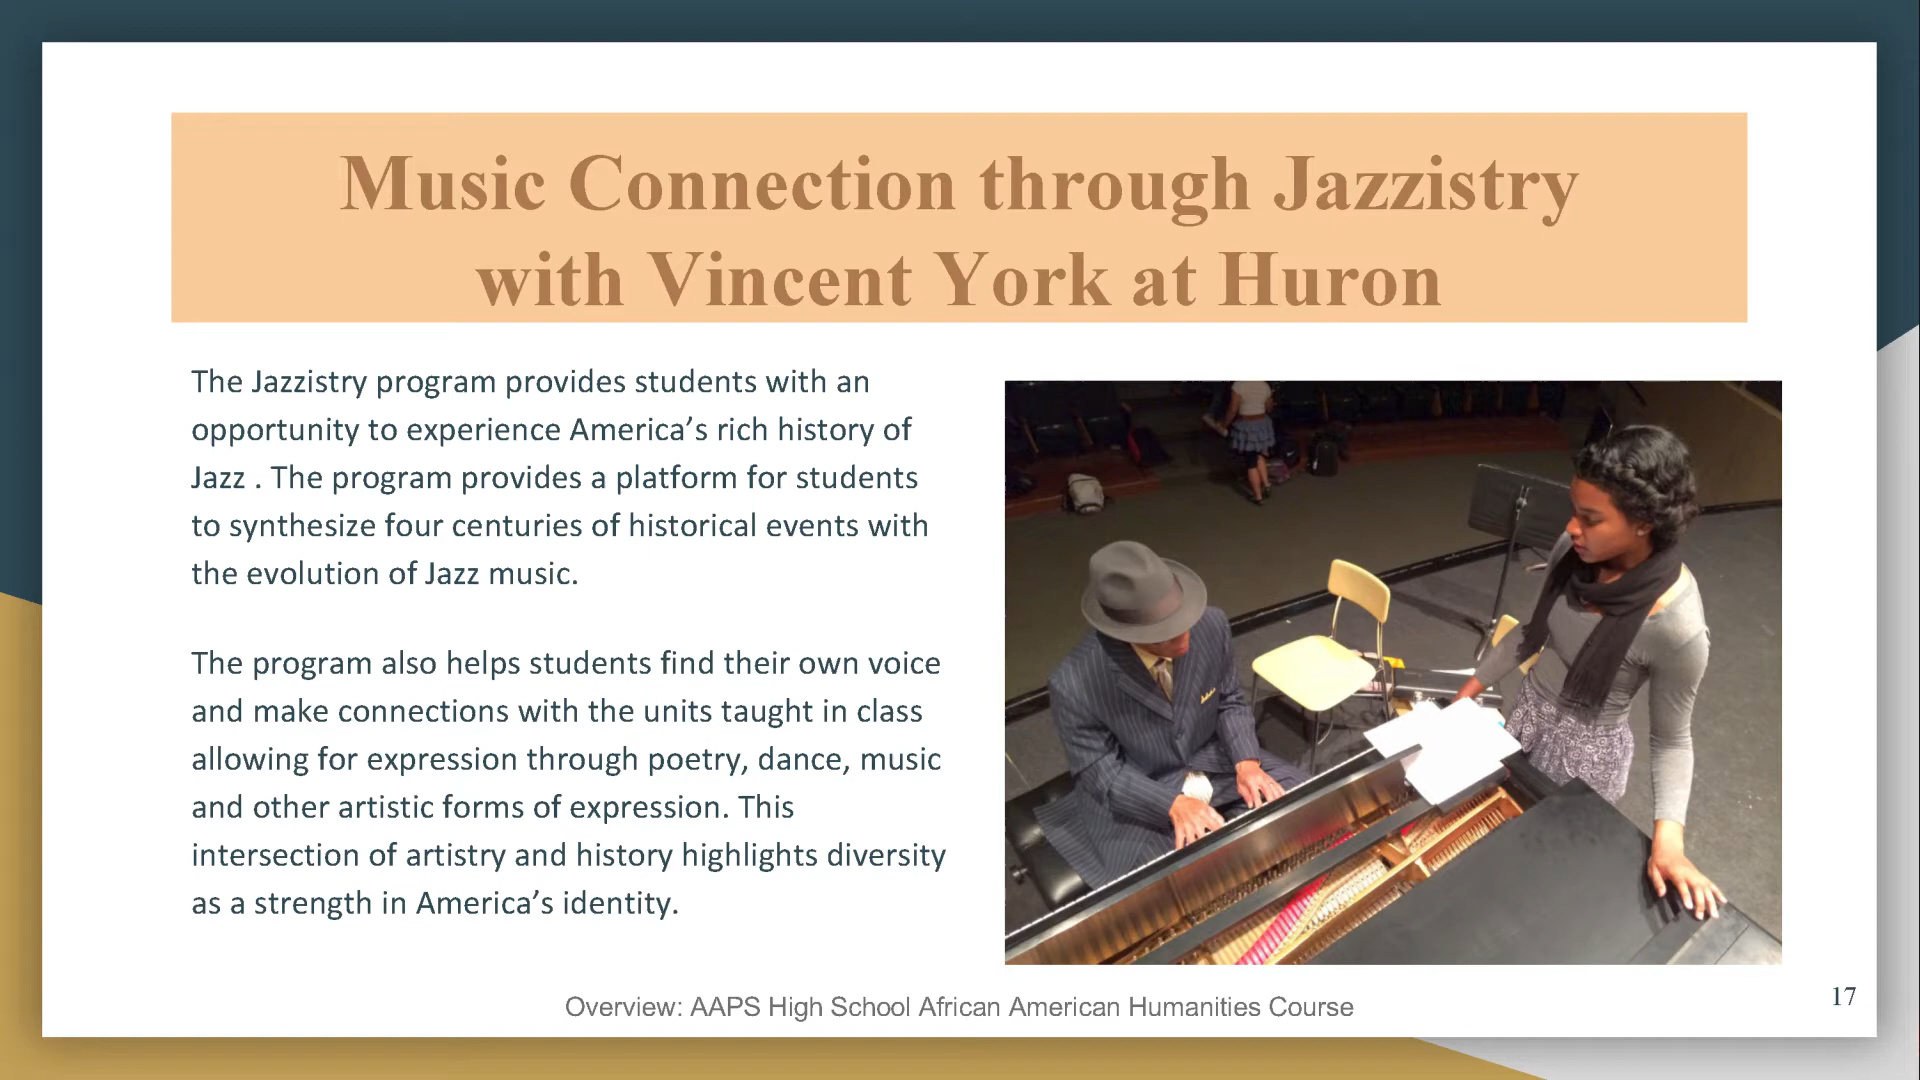 Music Connection through Jazzistry
with Vincent York at Huron
The Jazzistry program provides students with an
opportunity to experience America’s rich history of
Jazz . The program provides a platform for students
to synthesize four centuries of historical events with
the evolution of Jazz music.
The program also helps students find their own voice
and make connections with the units taught in class
allowing for expression through poetry, dance, music
and other artistic forms of expression. This
intersection of artistry and history highlights diversity
as a strength in America’s identity.
Overview: AAPS High School African American Humanities Course
17